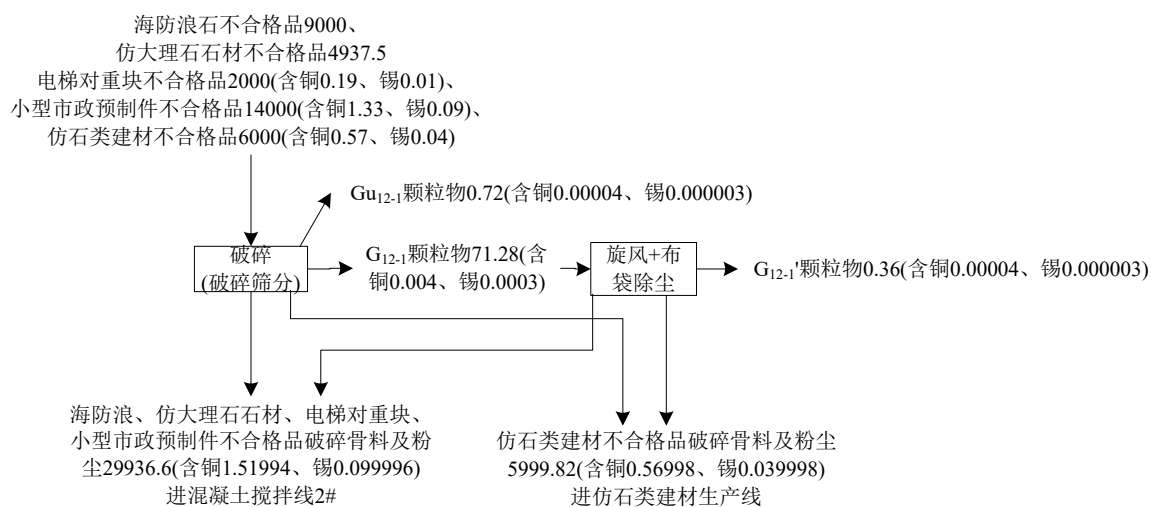 海防浪石不合格品9000、
仿大理石石材不合格品4937.5
电梯对重块不合格品2000(含铜0.19、锡0.01)、
小型市政预制件不合格品14000(含铜1.33、锡0.09)、
仿石类建材不合格品6000(含铜0.57、锡0.04)
Gu12-1颗粒物0.72(含铜0.00004、锡0.000003)
破碎
(破碎筛分)
G12-1颗粒物71.28(含
铜0.004、锡0.0003)
旋风+布
袋除尘
G12-1'颗粒物0.36(含铜0.00004、锡0.000003)
海防浪、仿大理石石材、电梯对重块、
小型市政预制件不合格品破碎骨料及粉
尘29936.6(含铜1.51994、锡0.099996)
进混凝土搅拌线2#
仿石类建材不合格品破碎骨料及粉尘
5999.82(含铜0.56998、锡0.039998)
进仿石类建材生产线